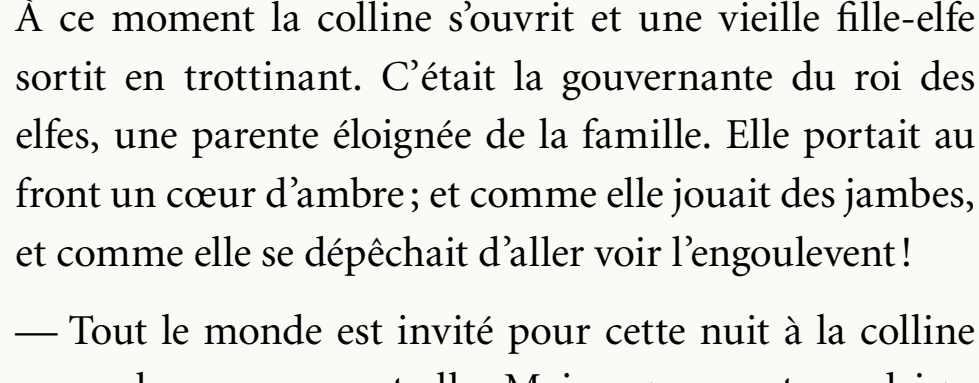 À ce moment la colline s’ouvrit et une vieille fille-elfe
sortit en trottinant. C’était la gouvernante du roi des
elfes, une parente éloignée de la famille. Elle portait au
front un cœur d’ambre ; et comme elle jouait des jambes,
et comme elle se dépêchait d’aller voir l’engoulevent !
— Tout le monde est invité pour cette nuit à la colline